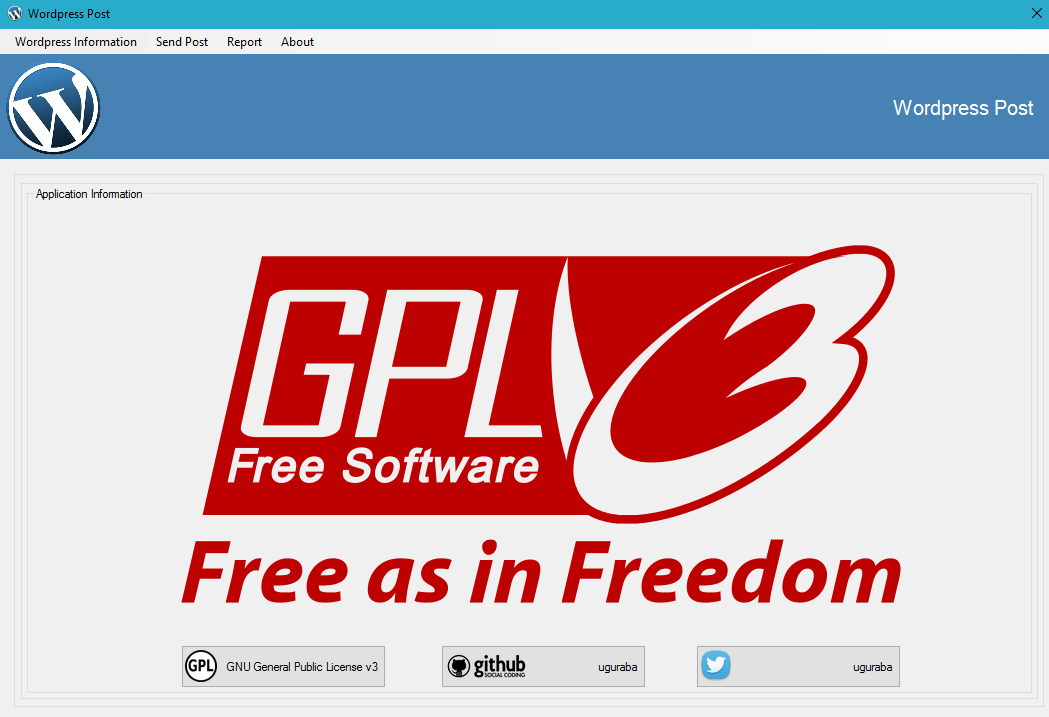 Wordpress Post
Wordpress Information Send Post Report About
Wordpress Post
Application Information
GPLv3
Free Software
Free as in Freedom
GPL GNU General Public License v3
github uguraba
SOCIAL CODING
uguraba